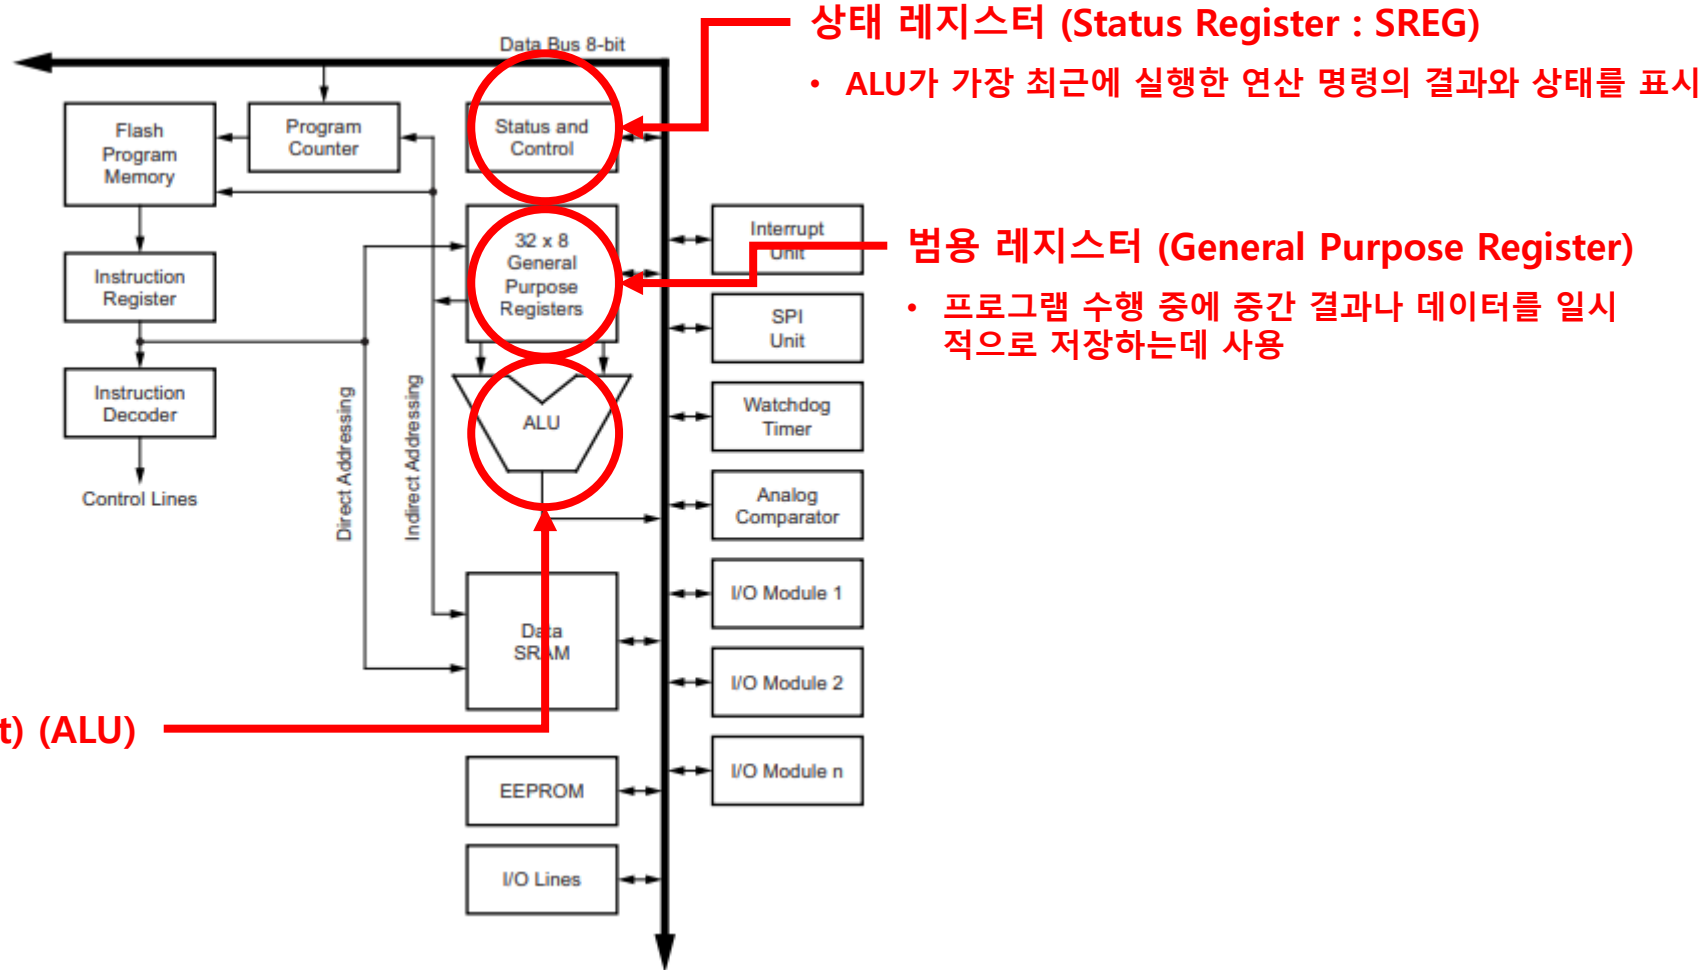 상태 레지스터 (Status Register : SREG)
• ALU가 가장 최근에 실행한 연산 명령의 결과와 상태를 표시
Data Bus 8-bit
Flash
Program
Memory
Program
Counter
Status and
Control
32 x 8
General
Purpose
Registers
Interrupt
Unit
범용 레지스터 (General Purpose Register)
• 프로그램 수행 중에 중간 결과나 데이터를 일시
적으로 저장하는데 사용
Instruction
Register
SPI
Unit
Instruction
Decoder
Direct Addressing
Indirect Addressing
ALU
Watchdog
Timer
Control Lines
Analog
Comparator
I/O Module 1
Data
SRAM
I/O Module 2
t) (ALU)
I/O Module n
EEPROM
I/O Lines